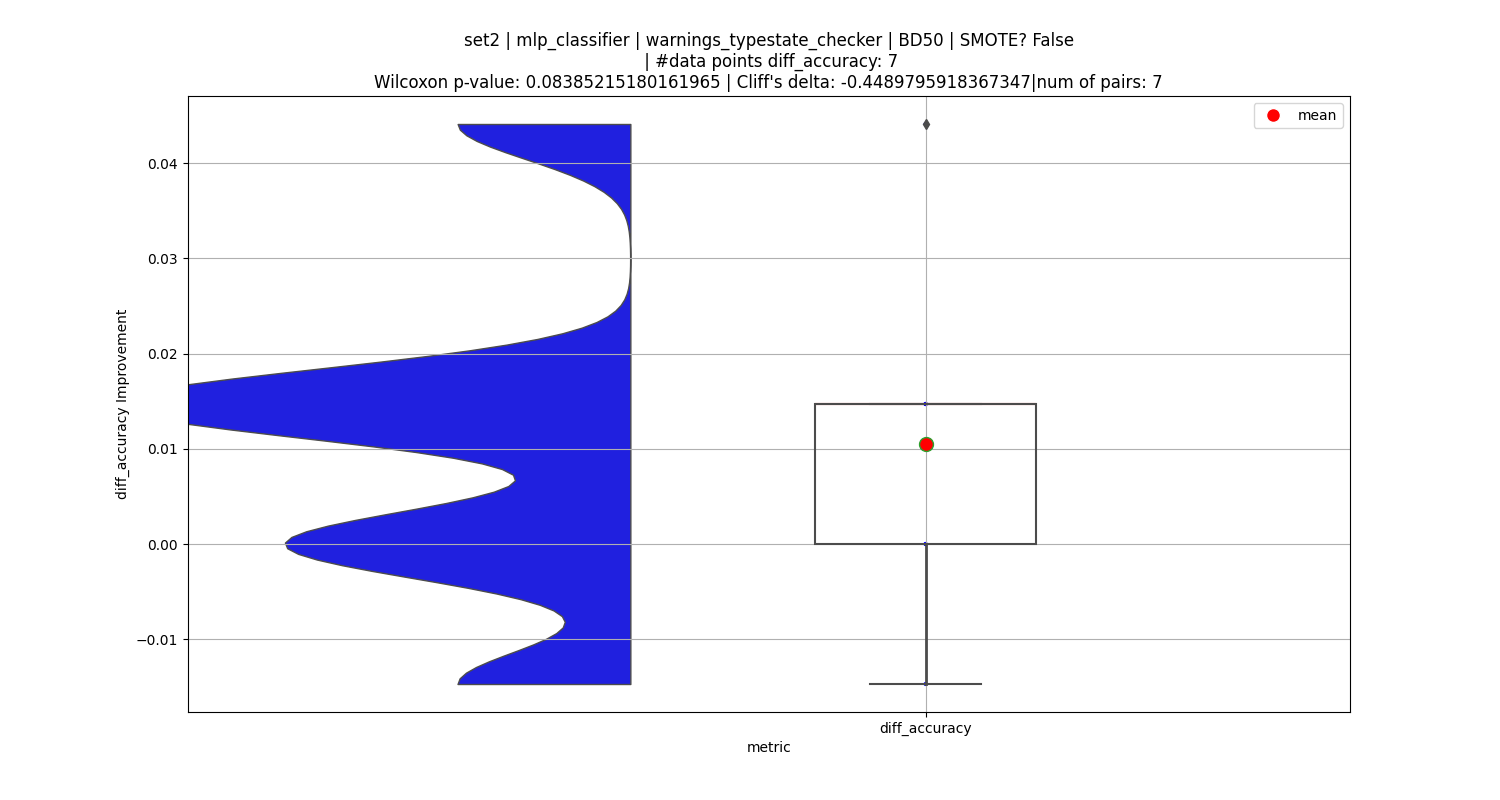 set2 | mlp_classifier | warnings_typestate_checker | BD50 | SMOTE? False
| #data points diff_accuracy: 7
Wilcoxon p-value: 0.08385215180161965 | Cliff's delta: -0.4489795918367347|num of pairs: 7
mean
0.04
0.03
0.02
0.01
0.00
−0.01
diff_accuracy Improvement
diff_accuracy
metric